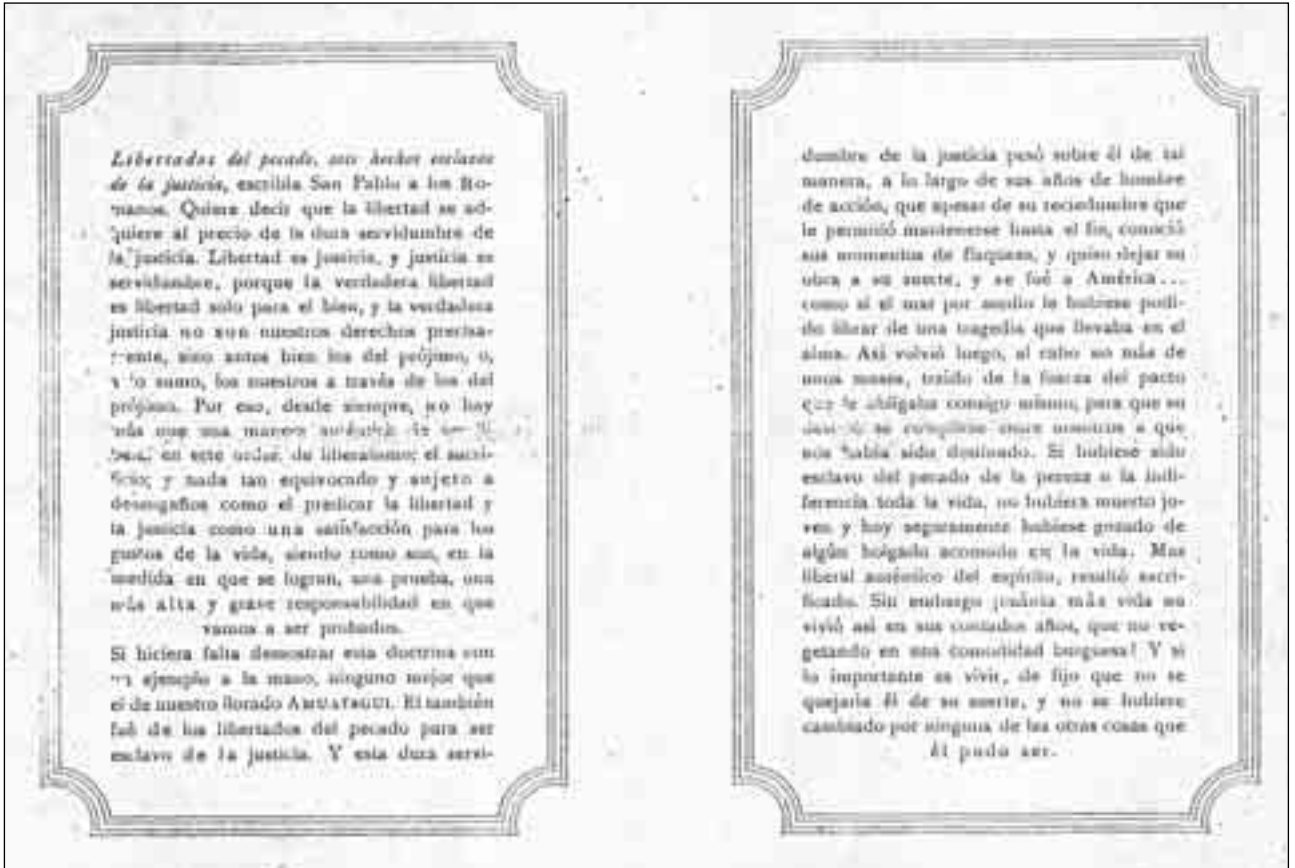 Libertados del pecado, sois hechos esclavos
de la justicia, escribía San Pablo a los Ro-
manos. Quiere decir que la libertad se ad-
quiere al precio de la dura servidumbre de
la justicia. Libertad es justicia, y justicia es
servidumbre, porque la verdadera libertad
es libertad solo para el bien, y la verdadera
justicia no son nuestros derechos precisa-
mente, sino antes bien los del prójimo, o,
a lo sumo, los nuestros a través de los del
prójimo. Por eso, desde siempre, no hay
más que una manera auténtica de
en este orden, de liberalismo: el sacri-
ficio; y nada tan equivocado y sujeto a
desengaños como el predicar la libertad y
la justicia como una satisfacción para los
gustos de la vida, siendo como son, en la
medida en que se logran, una prueba, una
más alta y grave responsabilidad en que
vamos a ser probados.
Si hiciera falta demostrar esta doctrina con
un ejemplo a la mano, ninguno mejor que
el de nuestro llorado AMUATEGUI. El también
fué de los libertados del pecado para ser
esclavo de la justicia. Y esta dura servi-
dumbre de la justicia pesó sobre él de tal
manera, a lo largo de sus años de hombre
de acción, que apesar de su reciedumbre que
le permitió mantenerse hasta el fin, conoció
sus momentos de flaqueza, y quiso dejar su
obra a su suerte, y se fué a América...
como si el mar por medio le hubiese podi-
do librar de una tragedia que llevaba en el
alma. Así volvió luego, al cabo no más de
unos meses, traído de la fuerza del pacto
que le obligaba consigo mismo, para que su
se cumpliese entre nosotros a que
nos había sido destinado. Si hubiese sido
esclavo del pecado de la pereza o la indi-
ferencia toda la vida, no hubiera muerto jo-
ven y hoy seguramente hubiese gozado de
algún holgado acomodo en la vida. Mas
liberal auténtico del espíritu, resultó sacri-
ficado. Sin embargo ¡cuánta más vida no
vivió así en sus contados años, que no ve-
getando en una comodidad burguesa! Y si
lo importante es vivir, de fijo que no se
quejaría él de su suerte, y no se hubiere
cambiado por ninguna de las otras cosas que
él pudo ser.